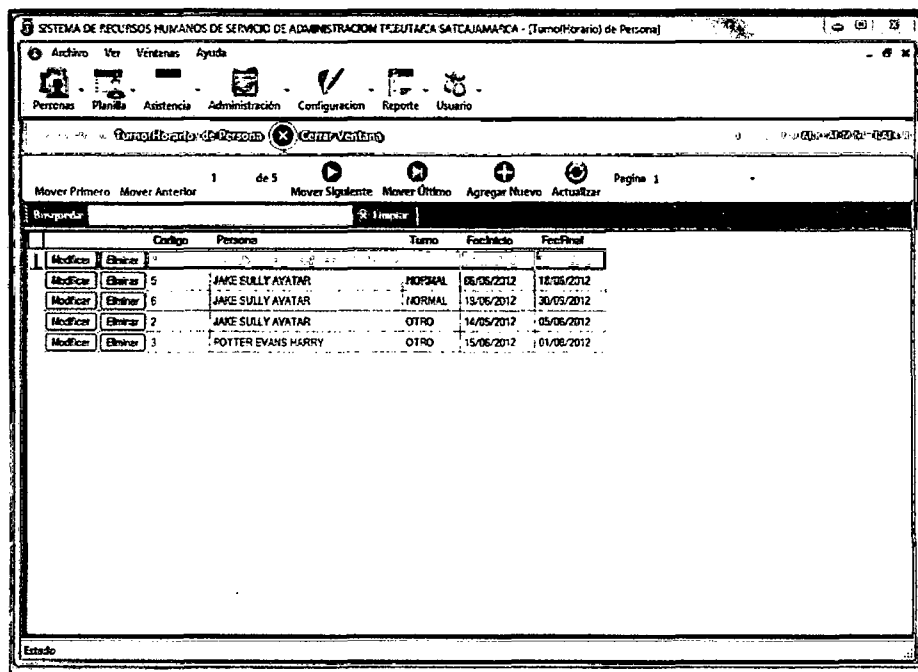 SISTEMA DE RECURSOS HUMANOS DE SERVICIO DE ADMINISTRACION TRIBUTARIA SATCAJAMARCA - [Turno(Horario) de Persona]
Archivo Ver Ventanas Ayuda
Personas Planilla Asistencia Administración Configuracion Reporte Usuario
Turno(Horario) de Persona Cerrar Ventana
1 de 5 Pagina 1
Mover Primero Mover Anterior Mover Siguiente Mover Último Agregar Nuevo Actualizar
Busqueda: Limpiar
Codigo Persona Turno FecInicio FecFinal
Modificar Eliminar
Modificar Eliminar 5 JAKE SULLY AVATAR NORMAL 06/06/2012 18/06/2012
Modificar Eliminar 6 JAKE SULLY AVATAR NORMAL 19/06/2012 30/09/2012
Modificar Eliminar 2 JAKE SULLY AVATAR OTRO 14/05/2012 05/06/2012
Modificar Eliminar 3 POTTER EVANS HARRY OTRO 15/06/2012 01/08/2012
Estado